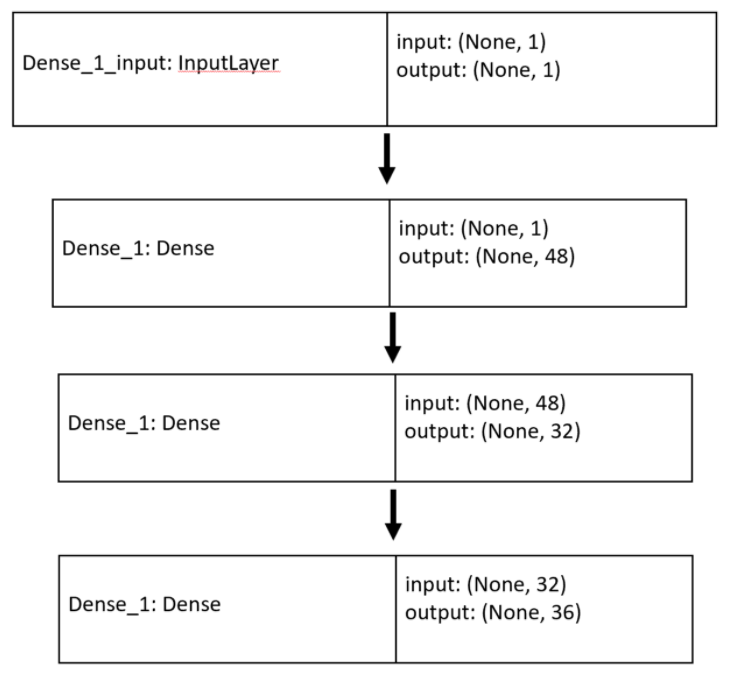 Dense_1_input: InputLayer
input: (None, 1)
output: (None, 1)
Dense_1: Dense
input: (None, 1)
output: (None, 48)
Dense_1: Dense
input: (None, 48)
output: (None, 32)
Dense_1: Dense
input: (None, 32)
output: (None, 36)